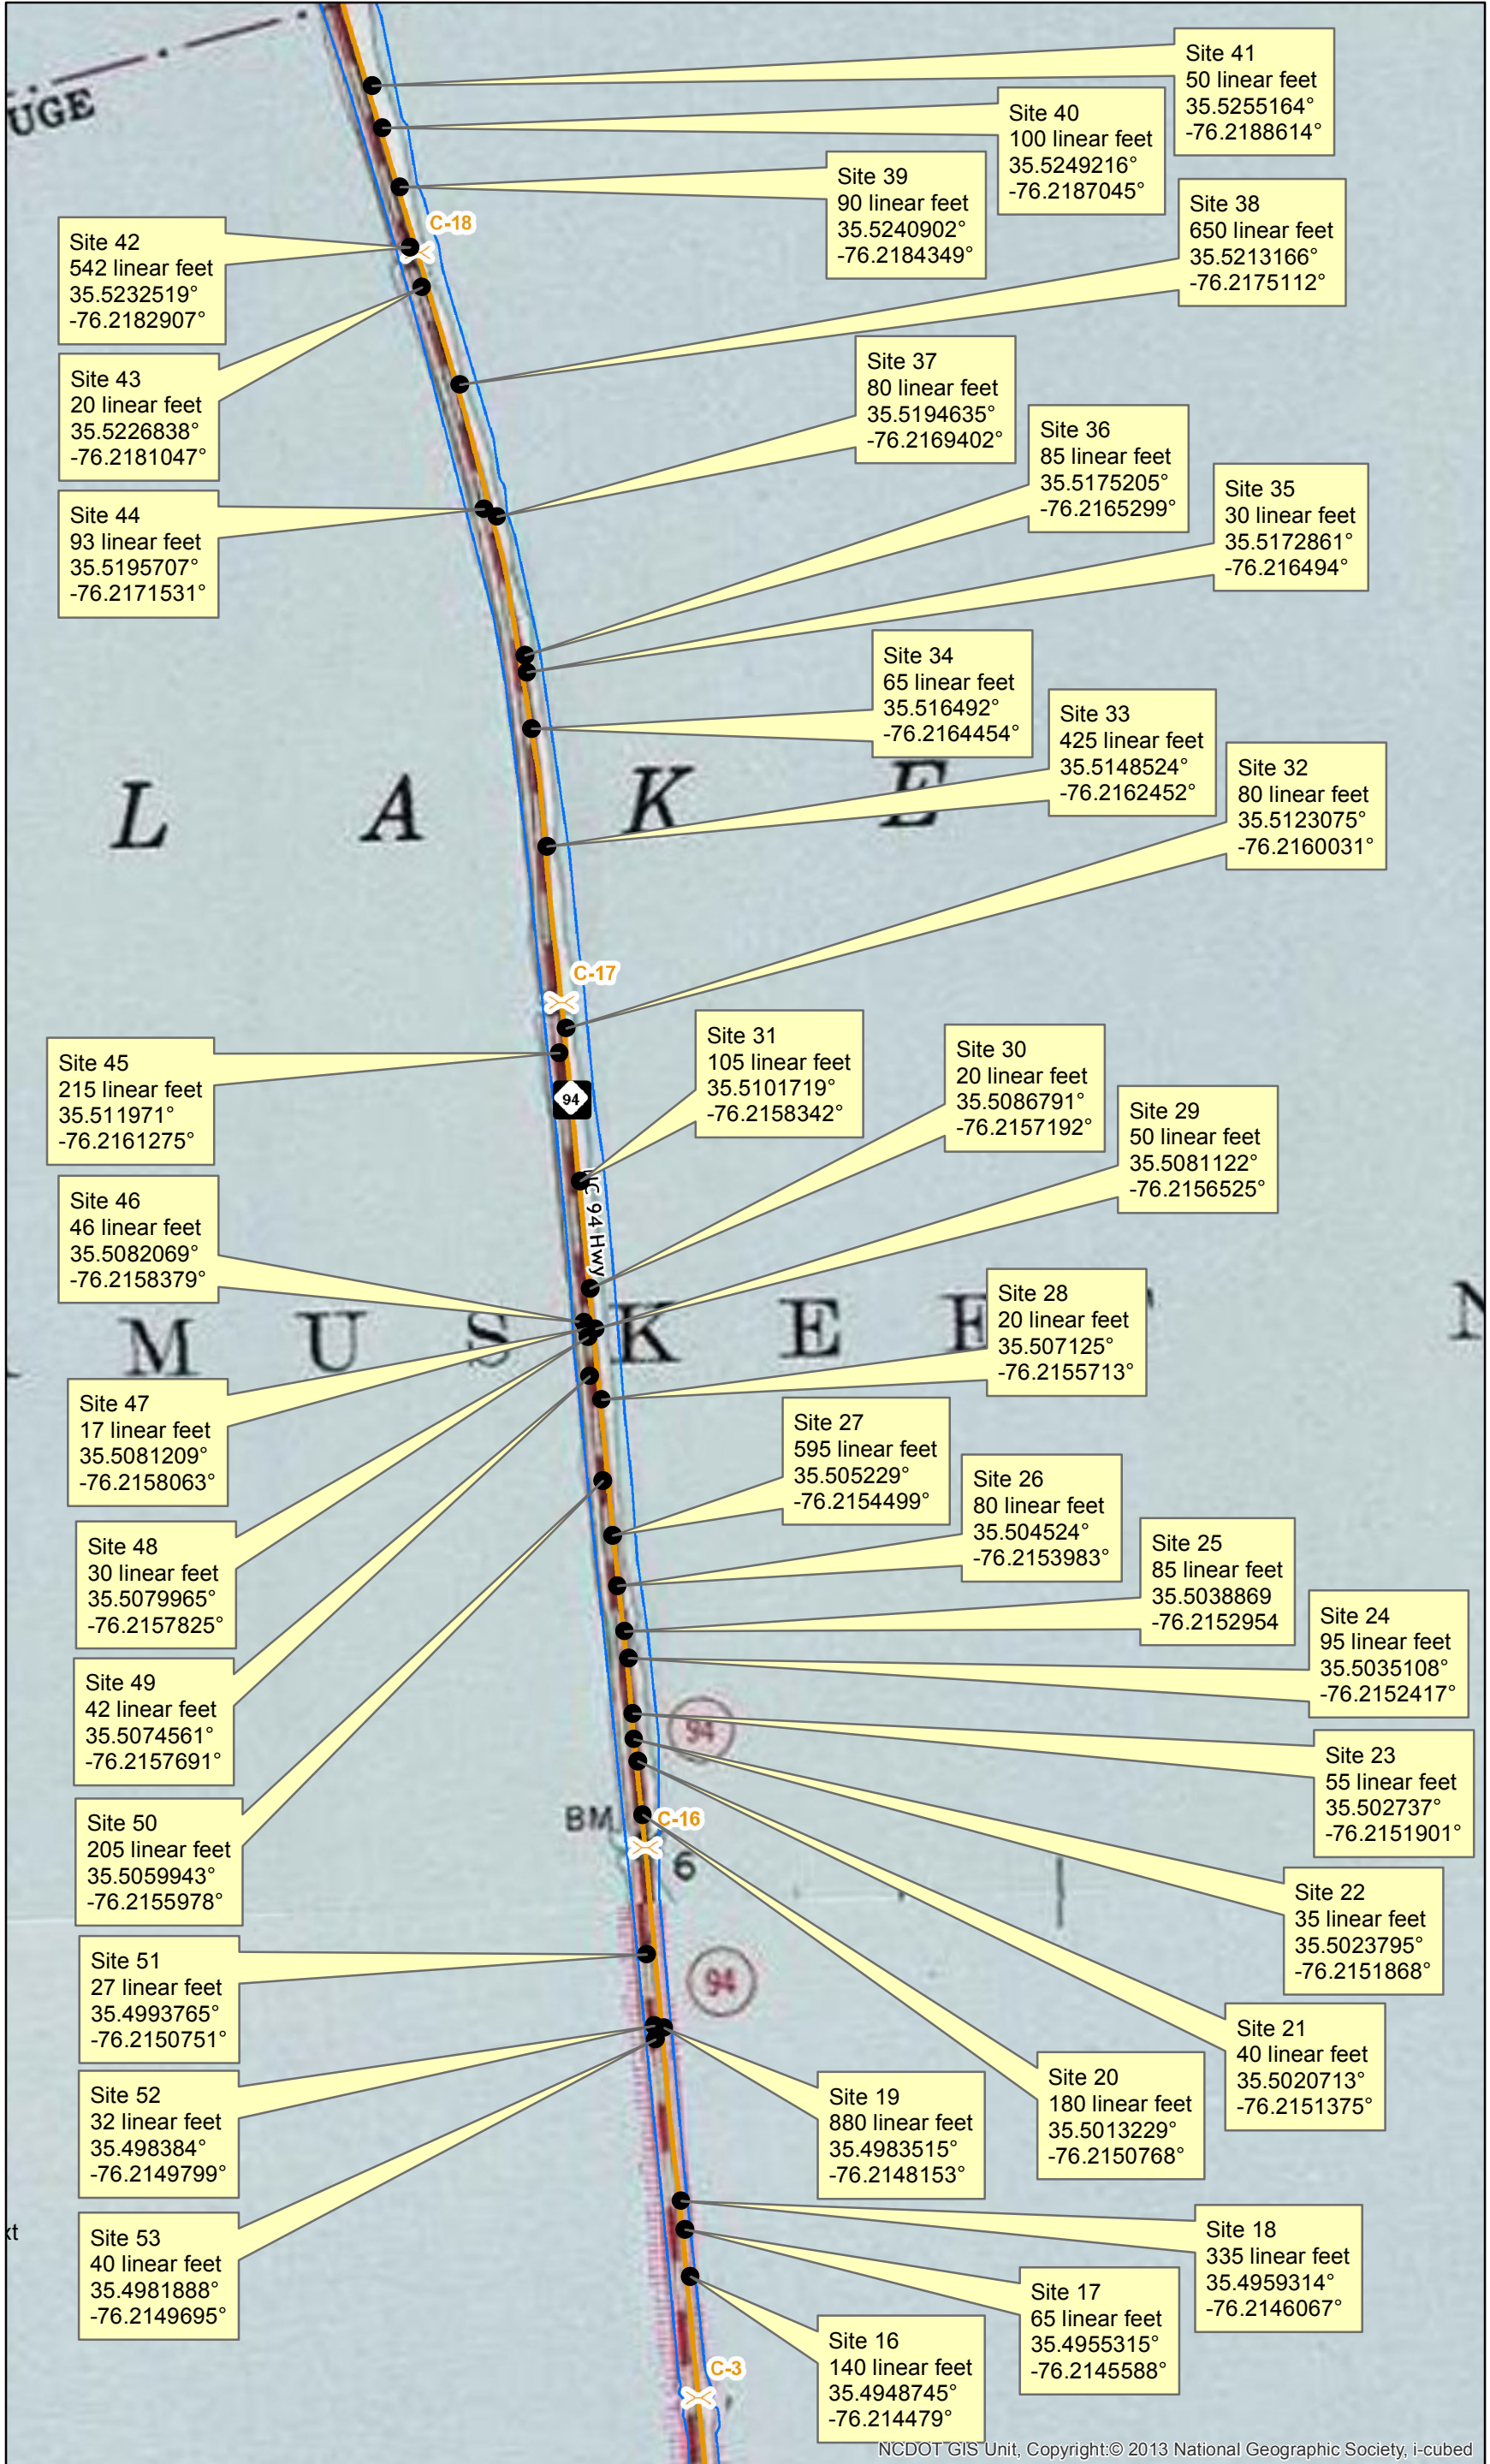 UGE
Site 41
50 linear feet
35.5255164°
-76.2188614°
Site 40
100 linear feet
35.5249216°
-76.2187045°
Site 39
90 linear feet
35.5240902°
-76.2184349°
Site 38
650 linear feet
35.5213166°
-76.2175112°
C-18
Site 42
542 linear feet
35.5232519°
-76.2182907°
Site 43
20 linear feet
35.5226838°
-76.2181047°
Site 37
80 linear feet
35.5194635°
-76.2169402°
Site 36
85 linear feet
35.5175205°
-76.2165299°
Site 35
30 linear feet
35.5172861°
-76.216494°
Site 44
93 linear feet
35.5195707°
-76.2171531°
Site 34
65 linear feet
35.516492°
-76.2164454°
Site 33
425 linear feet
35.5148524°
-76.2162452°
Site 32
80 linear feet
35.5123075°
-76.2160031°
L A K E
C-17
Site 45
215 linear feet
35.511971°
-76.2161275°
94
Site 31
105 linear feet
35.5101719°
-76.2158342°
Site 30
20 linear feet
35.5086791°
-76.2157192°
Site 29
50 linear feet
35.5081122°
-76.2156525°
NC 94 Hwy
Site 46
46 linear feet
35.5082069°
-76.2158379°
M U S K E E
N
Site 28
20 linear feet
35.507125°
-76.2155713°
Site 47
17 linear feet
35.5081209°
-76.2158063°
Site 27
595 linear feet
35.505229°
-76.2154499°
Site 26
80 linear feet
35.504524°
-76.2153983°
Site 48
30 linear feet
35.5079965°
-76.2157825°
Site 25
85 linear feet
35.5038869
-76.2152954
Site 24
95 linear feet
35.5035108°
-76.2152417°
Site 49
42 linear feet
35.5074561°
-76.2157691°
94
Site 23
55 linear feet
35.502737°
-76.2151901°
Site 50
205 linear feet
35.5059943°
-76.2155978°
BM
C-16
6
Site 22
35 linear feet
35.5023795°
-76.2151868°
Site 51
27 linear feet
35.4993765°
-76.2150751°
94
Site 21
40 linear feet
35.5020713°
-76.2151375°
Site 20
180 linear feet
35.5013229°
-76.2150768°
Site 52
32 linear feet
35.498384°
-76.2149799°
Site 19
880 linear feet
35.4983515°
-76.2148153°
xt
Site 53
40 linear feet
35.4981888°
-76.2149695°
Site 18
335 linear feet
35.4959314°
-76.2146067°
Site 17
65 linear feet
35.4955315°
-76.2145588°
Site 16
140 linear feet
35.4948745°
-76.214479°
C-3
NCDOT GIS Unit, Copyright:© 2013 National Geographic Society, i-cubed